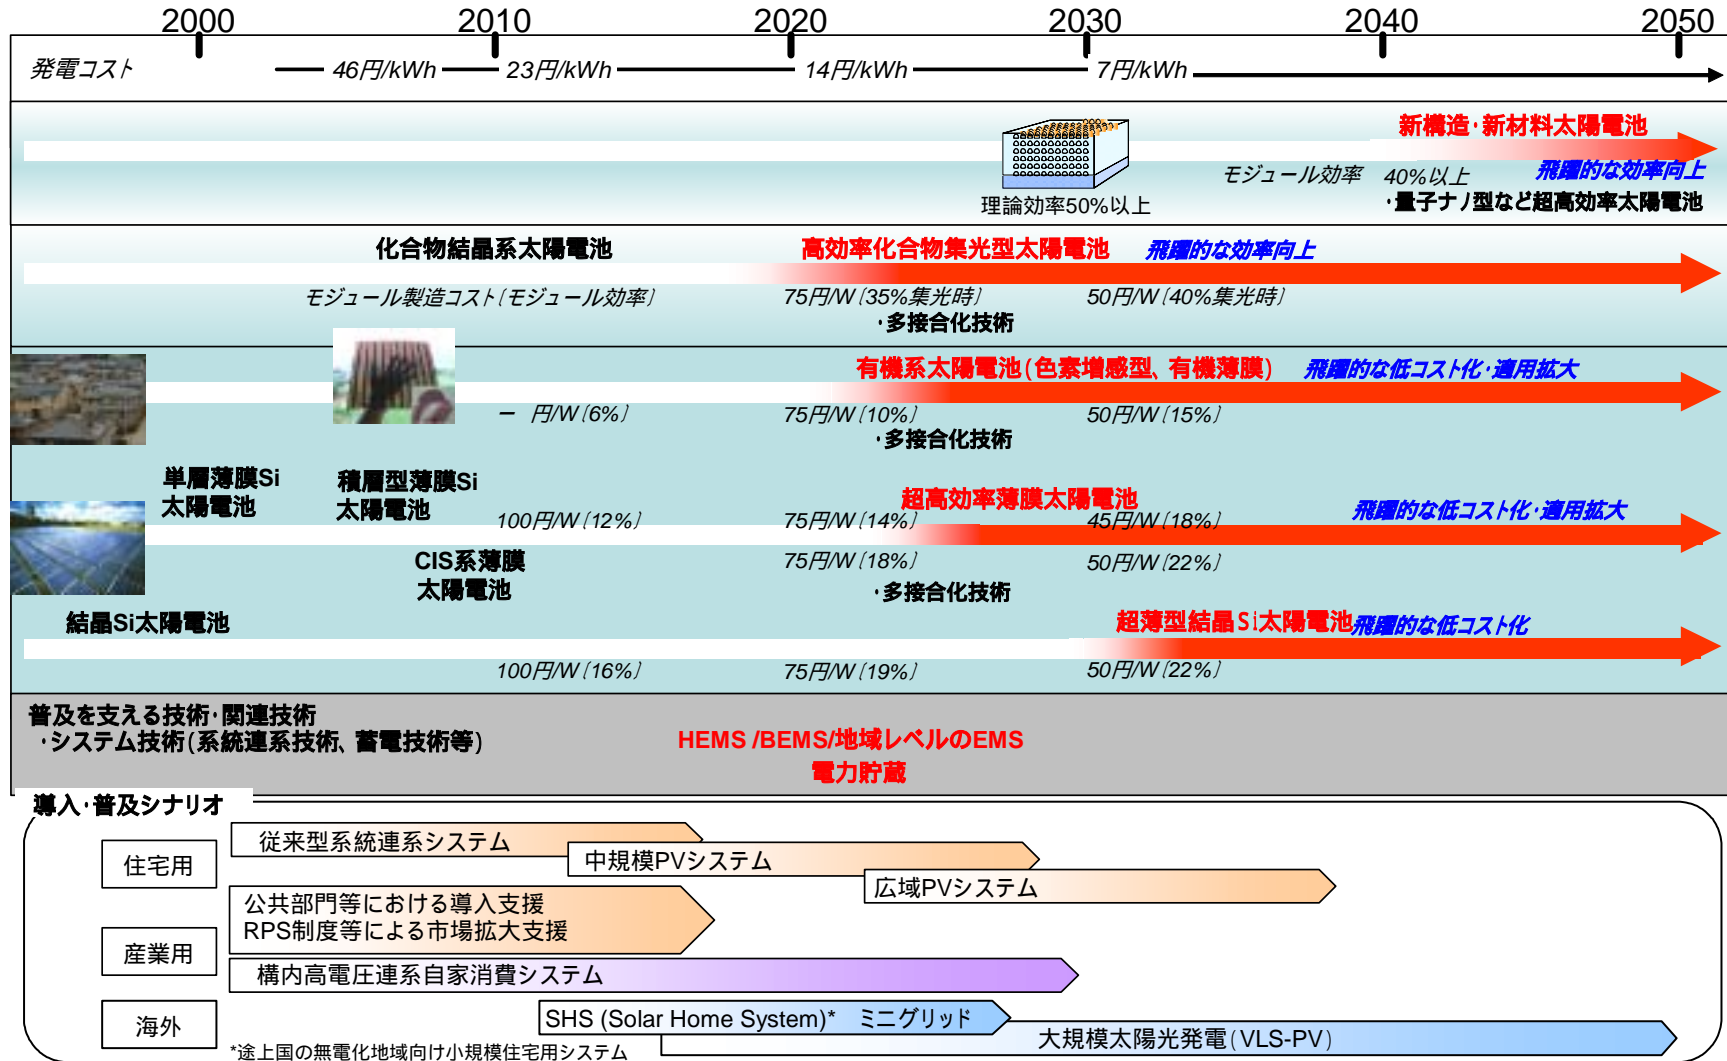 2000 2010 2020 2030 2040 2050
発電コスト 46円/kWh 23円/kWh 14円/kWh 7円/kWh
新構造・新材料太陽電池
モジュール効率 40%以上 飛躍的な効率向上
理論効率50%以上
・量子ナノ型など超高効率太陽電池
化合物結晶系太陽電池 高効率化合物集光型太陽電池 飛躍的な効率向上
モジュール製造コスト〔モジュール効率〕 75円/W〔35%集光時〕 50円/W〔40%集光時〕
・多接合化技術
有機系太陽電池(色素増感型、有機薄膜) 飛躍的な低コスト化・適用拡大
－ 円/W〔6%〕 75円/W〔10%〕 50円/W〔15%〕
・多接合化技術
単層薄膜Si
太陽電池
積層型薄膜Si
太陽電池
超高効率薄膜太陽電池 飛躍的な低コスト化・適用拡大
100円/W〔12%〕 75円/W〔14%〕 45円/W〔18%〕
CIS系薄膜
太陽電池
75円/W〔18%〕 50円/W〔22%〕
・多接合化技術
結晶Si太陽電池 超薄型結晶Si太陽電池 飛躍的な低コスト化
100円/W〔16%〕 75円/W〔19%〕 50円/W〔22%〕
普及を支える技術・関連技術
・システム技術(系統連系技術、蓄電技術等) HEMS /BEMS/地域レベルのEMS
電力貯蔵
導入・普及シナリオ
住宅用
従来型系統連系システム
中規模PVシステム
広域PVシステム
産業用
公共部門等における導入支援
RPS制度等による市場拡大支援
構内高電圧連系自家消費システム
海外
SHS (Solar Home System)* ミニグリッド
大規模太陽光発電(VLS-PV)
*途上国の無電化地域向け小規模住宅用システム